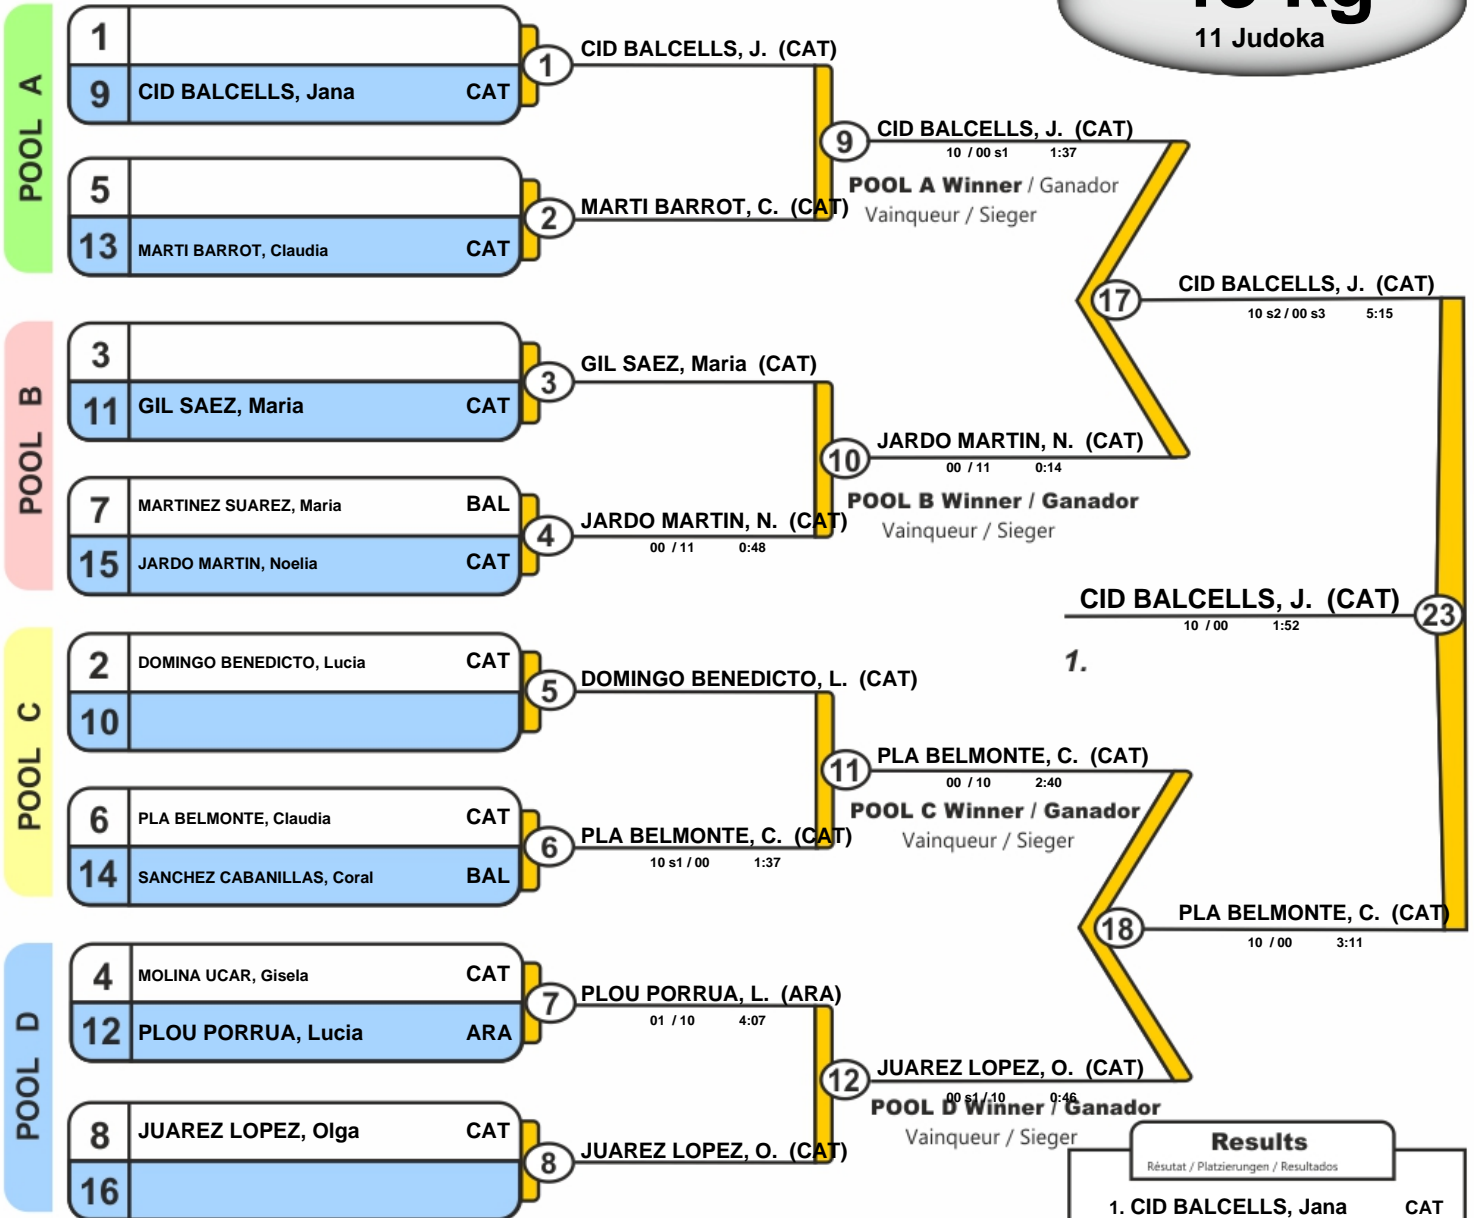 11 Judoka
POOL A
1
9 CID BALCELLS, Jana CAT
5
13 MARTI BARROT, Claudia CAT
1 CID BALCELLS, J. (CAT)
2 MARTI BARROT, C. (CAT)
9 CID BALCELLS, J. (CAT)
10 / 00 s1 1:37
POOL A Winner / Ganador
Vainqueur / Sieger
POOL B
3
11 GIL SAEZ, Maria CAT
7 MARTINEZ SUAREZ, Maria BAL
15 JARDO MARTIN, Noelia CAT
3 GIL SAEZ, Maria (CAT)
4 JARDO MARTIN, N. (CAT)
00 / 11 0:48
10 JARDO MARTIN, N. (CAT)
00 / 11 0:14
POOL B Winner / Ganador
Vainqueur / Sieger
17 CID BALCELLS, J. (CAT)
10 s2 / 00 s3 5:15
CID BALCELLS, J. (CAT) 23
10 / 00 1:52
1.
POOL C
2 DOMINGO BENEDICTO, Lucia CAT
10
6 PLA BELMONTE, Claudia CAT
14 SANCHEZ CABANILLAS, Coral BAL
5 DOMINGO BENEDICTO, L. (CAT)
6 PLA BELMONTE, C. (CAT)
10 s1 / 00 1:37
11 PLA BELMONTE, C. (CAT)
00 / 10 2:40
POOL C Winner / Ganador
Vainqueur / Sieger
POOL D
4 MOLINA UCAR, Gisela CAT
12 PLOU PORRUA, Lucia ARA
8 JUAREZ LOPEZ, Olga CAT
16
7 PLOU PORRUA, L. (ARA)
01 / 10 4:07
8 JUAREZ LOPEZ, O. (CAT)
12 JUAREZ LOPEZ, O. (CAT)
00 s1 / 10 0:46
POOL D Winner / Ganador
Vainqueur / Sieger
18 PLA BELMONTE, C. (CAT)
10 / 00 3:11
Results
Résutat / Platzierungen / Resultados
1. CID BALCELLS, Jana CAT